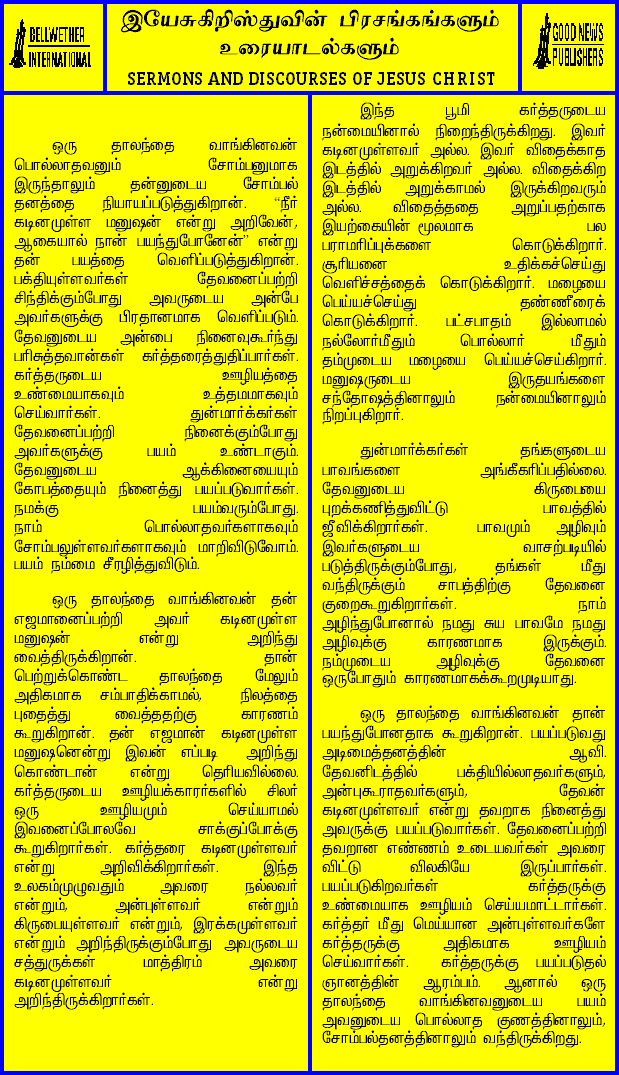 BELLWETHER
INTERNATIONAL
இயேசுகிறிஸ்துவின் பிரசங்கங்களும்
உரையாடல்களும்
SERMONS AND DISCOURSES OF JESUS CHRIST
GOOD NEWS
PUBLISHERS
ஒரு தாலந்தை வாங்கினவன்
பொல்லாதவனும் சோம்பனுமாக
இருந்தாலும் தன்னுடைய சோம்பல்
தனத்தை நியாயப்படுத்துகிறான். “நீர்
கடினமுள்ள மனுஷன் என்று அறிவேன்,
ஆகையால் நான் பயந்துபோனேன்” என்று
தன் பயத்தை வெளிப்படுத்துகிறான்.
பக்தியுள்ளவர்கள் தேவனைப்பற்றி
சிந்திக்கும்போது அவருடைய அன்பே
அவர்களுக்கு பிரதானமாக வெளிப்படும்.
தேவனுடைய அன்பை நினைவுகூர்ந்து
பரிசுத்தவான்கள் கர்த்தரைத்துதிப்பார்கள்.
கர்த்தருடைய ஊழியத்தை
உண்மையாகவும் உத்தமமாகவும்
செய்வார்கள். துன்மார்க்கர்கள்
தேவனைப்பற்றி நினைக்கும்போது
அவர்களுக்கு பயம் உண்டாகும்.
தேவனுடைய ஆக்கினையையும்
கோபத்தையும் நினைத்து பயப்படுவார்கள்.
நமக்கு பயம்வரும்போது.
நாம் பொல்லாதவர்களாகவும்
சோம்பலுள்ளவர்களாகவும் மாறிவிடுவோம்.
பயம் நம்மை சீரழித்துவிடும்.
ஒரு தாலந்தை வாங்கினவன் தன்
எஜமானைப்பற்றி அவர் கடினமுள்ள
மனுஷன் என்று அறிந்து
வைத்திருக்கிறான். தான்
பெற்றுக்கொண்ட தாலந்தை மேலும்
அதிகமாக சம்பாதிக்காமல், நிலத்தை
புதைத்து வைத்ததற்கு காரணம்
கூறுகிறான். தன் எஜமான் கடினமுள்ள
மனுஷனென்று இவன் எப்படி அறிந்து
கொண்டான் என்று தெரியவில்லை.
கர்த்தருடைய ஊழியக்காரர்களில் சிலர்
ஒரு ஊழியமும் செய்யாமல்
இவனைப்போலவே சாக்குப்போக்கு
கூறுகிறார்கள். கர்த்தரை கடினமுள்ளவர்
என்று அறிவிக்கிறார்கள். இந்த
உலகம்முழுவதும் அவரை நல்லவர்
என்றும், அன்புள்ளவர் என்றும்
கிருபையுள்ளவர் என்றும், இரக்கமுள்ளவர்
என்றும் அறிந்திருக்கும்போது அவருடைய
சத்துருக்கள் மாத்திரம் அவரை
கடினமுள்ளவர் என்று
அறிந்திருக்கிறார்கள்.
இந்த பூமி கர்த்தருடைய
நன்மையினால் நிறைந்திருக்கிறது. இவர்
கடினமுள்ளவர் அல்ல. இவர் விதைக்காத
இடத்தில் அறுக்கிறவர் அல்ல. விதைக்கிற
இடத்தில் அறுக்காமல் இருக்கிறவரும்
அல்ல. விதைத்ததை அறுப்பதற்காக
இயற்கையின் மூலமாக பல
பராமரிப்புக்களை கொடுக்கிறார்.
சூரியனை உதிக்கச்செய்து
வெளிச்சத்தைக் கொடுக்கிறார். மழையை
பெய்யச்செய்து தண்ணீரைக்
கொடுக்கிறார். பட்சபாதம் இல்லாமல்
நல்லோர்மீதும் பொல்லார் மீதும்
தம்முடைய மழையை பெய்யச்செய்கிறார்.
மனுஷருடைய இருதயங்களை
சந்தோஷத்தினாலும் நன்மையினாலும்
நிறப்புகிறார்.
துன்மார்க்கர்கள் தங்களுடைய
பாவங்களை அங்கீகரிப்பதில்லை.
தேவனுடைய கிருபையை
புறக்கணித்துவிட்டு பாவத்தில்
ஜீவிக்கிறார்கள். பாவமும் அழிவும்
இவர்களுடைய வாசற்படியில்
படுத்திருக்கும்போது, தங்கள் மீது
வந்திருக்கும் சாபத்திற்கு தேவனை
குறைகூறுகிறார்கள். நாம்
அழிந்துபோனால் நமது சுய பாவமே நமது
அழிவுக்கு காரணமாக இருக்கும்.
நம்முடைய அழிவுக்கு தேவனை
ஒருபோதும் காரணமாகக்கூறமுடியாது.
ஒரு தாலந்தை வாங்கினவன் தான்
பயந்துபோனதாக கூறுகிறான். பயப்படுவது
அடிமைத்தனத்தின் ஆவி.
தேவனிடத்தில் பக்தியில்லாதவர்களும்,
அன்புகூராதவர்களும், தேவன்
கடினமுள்ளவர் என்று தவறாக நினைத்து
அவருக்கு பயப்படுவார்கள். தேவனைப்பற்றி
தவறான எண்ணம் உடையவர்கள் அவரை
விட்டு விலகியே இருப்பார்கள்.
பயப்படுகிறவர்கள் கர்த்தருக்கு
உண்மையாக ஊழியம் செய்யமாட்டார்கள்.
கர்த்தர் மீது மெய்யான அன்புள்ளவர்களே
கர்த்தருக்கு அதிகமாக ஊழியம்
செய்வார்கள். கர்த்தருக்கு பயப்படுதல்
ஞானத்தின் ஆரம்பம். ஆனால் ஒரு
தாலந்தை வாங்கினவனுடைய பயம்
அவனுடைய பொல்லாத குணத்தினாலும்,
சோம்பல்தனத்தினாலும் வந்திருக்கிறது.